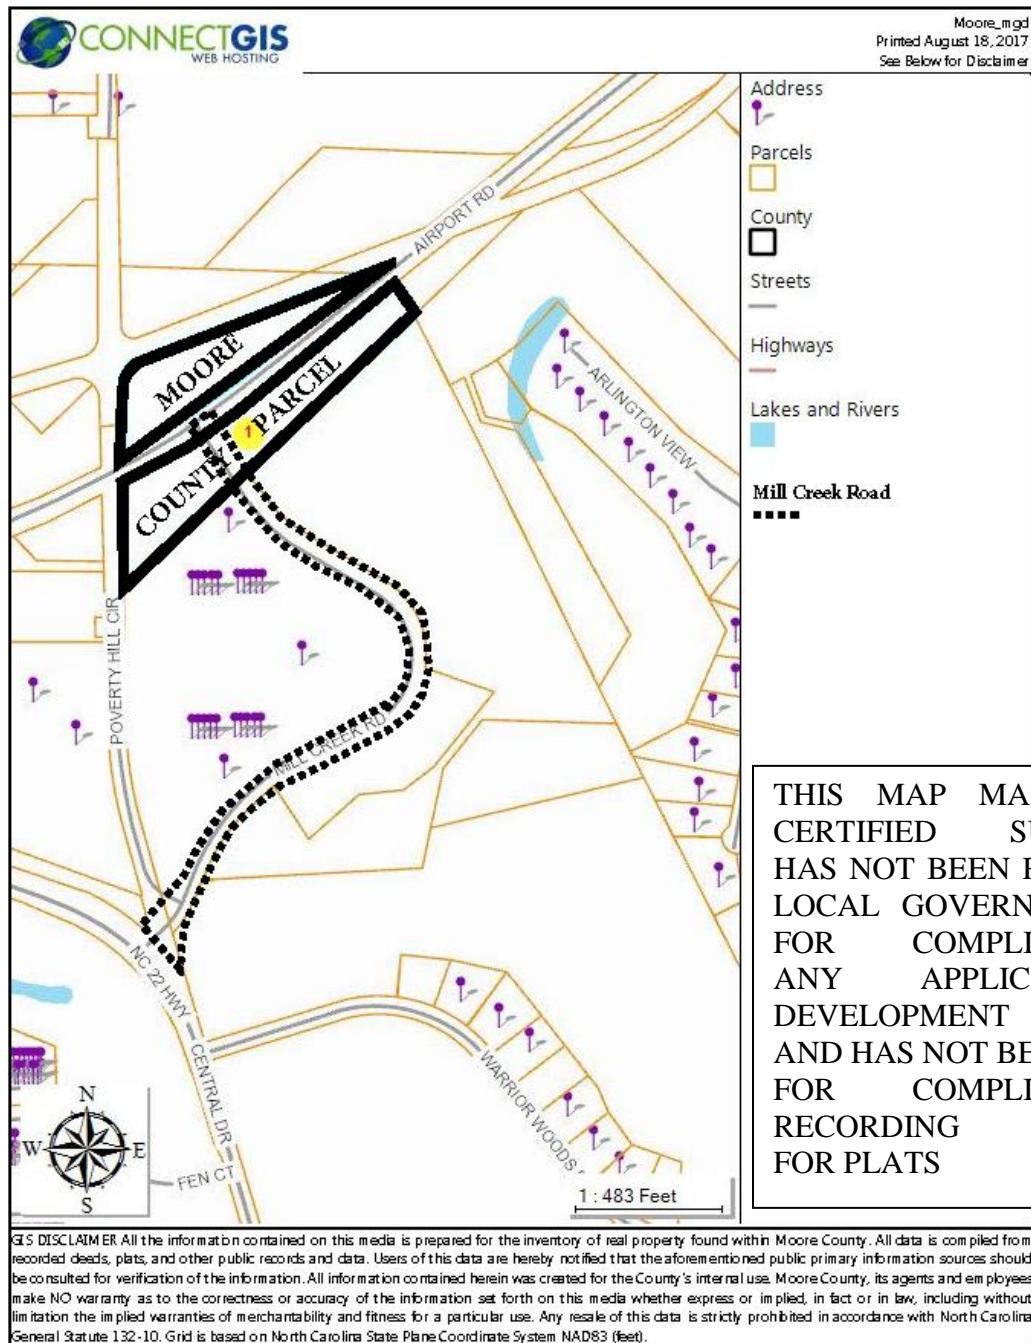 CONNECTGIS
WEB HOSTING
Moore_mgd
Printed August 18, 2017
See Below for Disclaimer
Address
Parcels
County
Streets
Highways
Lakes and Rivers
Mill Creek Road
AIRPORT RD
MOORE
COUNTY PARCEL
1
ARLINGTON VIEW
POVERTY HILL CIR
MILL CREEK RD
NC 22 HWY
CENTRAL DR
WARRIOR WOODS
FEN CT
N
W E
S
1 : 483 Feet
THIS MAP MA
CERTIFIED SU
HAS NOT BEEN
LOCAL GOVERN
FOR COMPLI
ANY APPLIC
DEVELOPMENT
AND HAS NOT BE
FOR COMPLI
RECORDING
FOR PLATS
GIS DISCLAIMER All the information contained on this media is prepared for the inventory of real property found within Moore County. All data is compiled from
recorded deeds, plats, and other public records and data. Users of this data are hereby notified that the aforementioned public primary information sources should
be consulted for verification of the information. All information contained herein was created for the County's internal use. Moore County, its agents and employees
make NO warranty as to the correctness or accuracy of the information set forth on this media whether express or implied, in fact or in law, including without
limitation the implied warranties of merchantability and fitness for a particular use. Any resale of this data is strictly prohibited in accordance with North Carolina
General Statute 132-10. Grid is based on North Carolina State Plane Coordinate System NAD83 (feet).